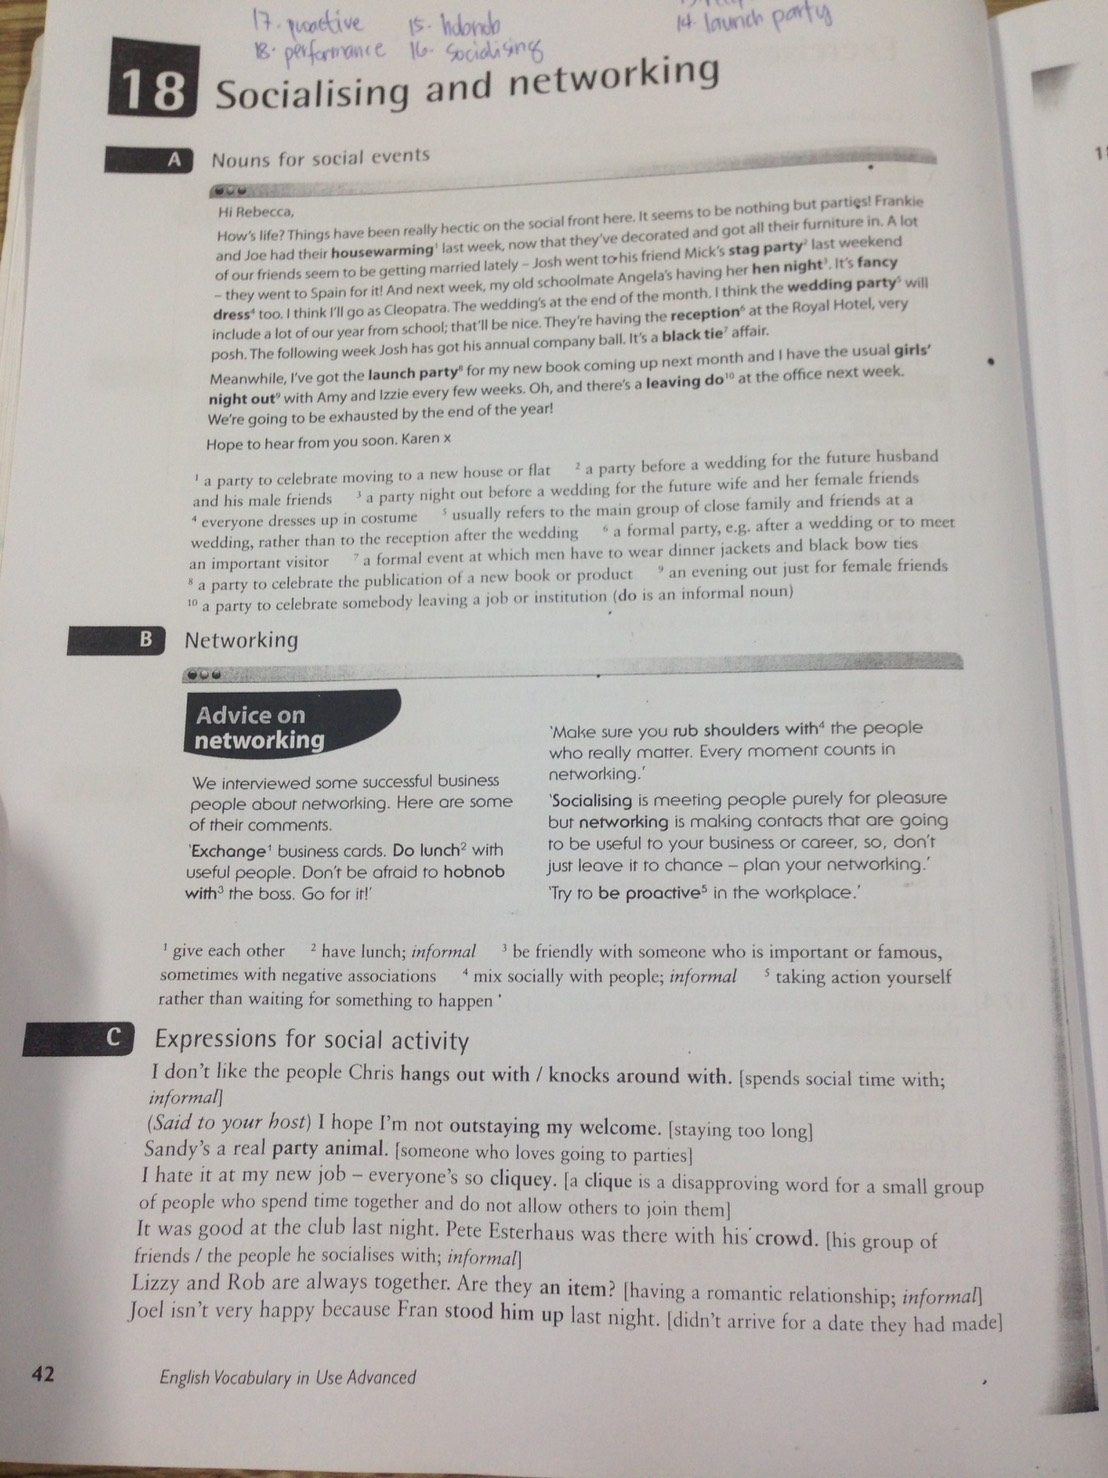 17. proactive 15. hobnob 14. launch party
18. performance 16. socialising
18 Socialising and networking
A Nouns for social events
Hi Rebecca,
How's life? Things have been really hectic on the social front here. It seems to be nothing but parties! Frankie
and Joe had their housewarming¹ last week, now that they've decorated and got all their furniture in. A lot
of our friends seem to be getting married lately – Josh went to his friend Mick's stag party² last weekend
– they went to Spain for it! And next week, my old schoolmate Angela's having her hen night³. It's fancy
dress⁴ too. I think I'll go as Cleopatra. The wedding's at the end of the month. I think the wedding party⁵ will
include a lot of our year from school; that'll be nice. They're having the reception⁶ at the Royal Hotel, very
posh. The following week Josh has got his annual company ball. It's a black tie⁷ affair.
Meanwhile, I've got the launch party⁸ for my new book coming up next month and I have the usual girls'
night out⁹ with Amy and Izzie every few weeks. Oh, and there's a leaving do¹⁰ at the office next week.
We're going to be exhausted by the end of the year!
Hope to hear from you soon. Karen x
¹ a party to celebrate moving to a new house or flat ² a party before a wedding for the future husband
and his male friends ³ a party night out before a wedding for the future wife and her female friends
⁴ everyone dresses up in costume ⁵ usually refers to the main group of close family and friends at a
wedding, rather than to the reception after the wedding ⁶ a formal party, e.g. after a wedding or to meet
an important visitor ⁷ a formal event at which men have to wear dinner jackets and black bow ties
⁸ a party to celebrate the publication of a new book or product ⁹ an evening out just for female friends
¹⁰ a party to celebrate somebody leaving a job or institution (do is an informal noun)
B Networking
Advice on
networking
We interviewed some successful business
people about networking. Here are some
of their comments.
'Exchange¹ business cards. Do lunch² with
useful people. Don't be afraid to hobnob
with³ the boss. Go for it!'
'Make sure you rub shoulders with⁴ the people
who really matter. Every moment counts in
networking.'
'Socialising is meeting people purely for pleasure
but networking is making contacts that are going
to be useful to your business or career, so, don't
just leave it to chance – plan your networking.'
'Try to be proactive⁵ in the workplace.'
¹ give each other ² have lunch; informal ³ be friendly with someone who is important or famous,
sometimes with negative associations ⁴ mix socially with people; informal ⁵ taking action yourself
rather than waiting for something to happen
C Expressions for social activity
I don't like the people Chris hangs out with / knocks around with. [spends social time with;
informal]
(Said to your host) I hope I'm not outstaying my welcome. [staying too long]
Sandy's a real party animal. [someone who loves going to parties]
I hate it at my new job – everyone's so cliquey. [a clique is a disapproving word for a small group
of people who spend time together and do not allow others to join them]
It was good at the club last night. Pete Esterhaus was there with his crowd. [his group of
friends / the people he socialises with; informal]
Lizzy and Rob are always together. Are they an item? [having a romantic relationship; informal]
Joel isn't very happy because Fran stood him up last night. [didn't arrive for a date they had made]
42 English Vocabulary in Use Advanced